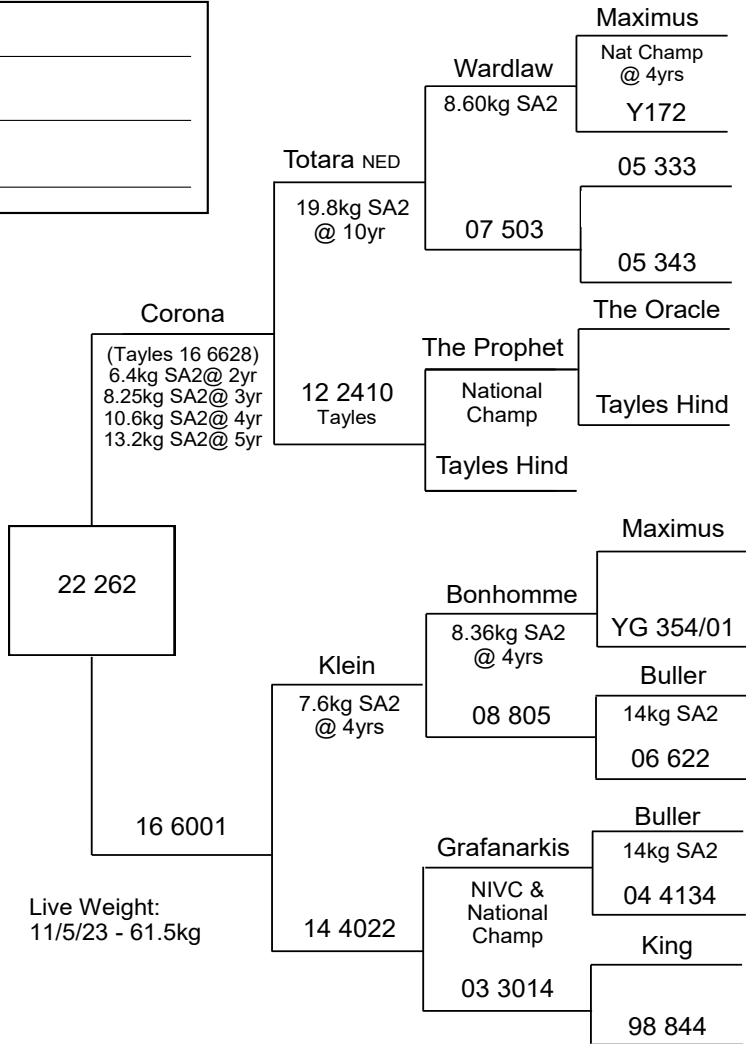 Maximus
Nat Champ
@ 4yrs
Y172
Wardlaw
8.60kg SA2
05 333
05 343
07 503
Totara NED
19.8kg SA2
@ 10yr
The Oracle
Tayles Hind
The Prophet
National
Champ
Tayles Hind
12 2410
Tayles
Corona
(Tayles 16 6628)
6.4kg SA2@ 2yr
8.25kg SA2@ 3yr
10.6kg SA2@ 4yr
13.2kg SA2@ 5yr
22 262
Maximus
YG 354/01
Bonhomme
8.36kg SA2
@ 4yrs
Buller
14kg SA2
06 622
08 805
Klein
7.6kg SA2
@ 4yrs
16 6001
Buller
14kg SA2
04 4134
Grafanarkis
NIVC &
National
Champ
King
98 844
03 3014
14 4022
Live Weight:
11/5/23 - 61.5kg